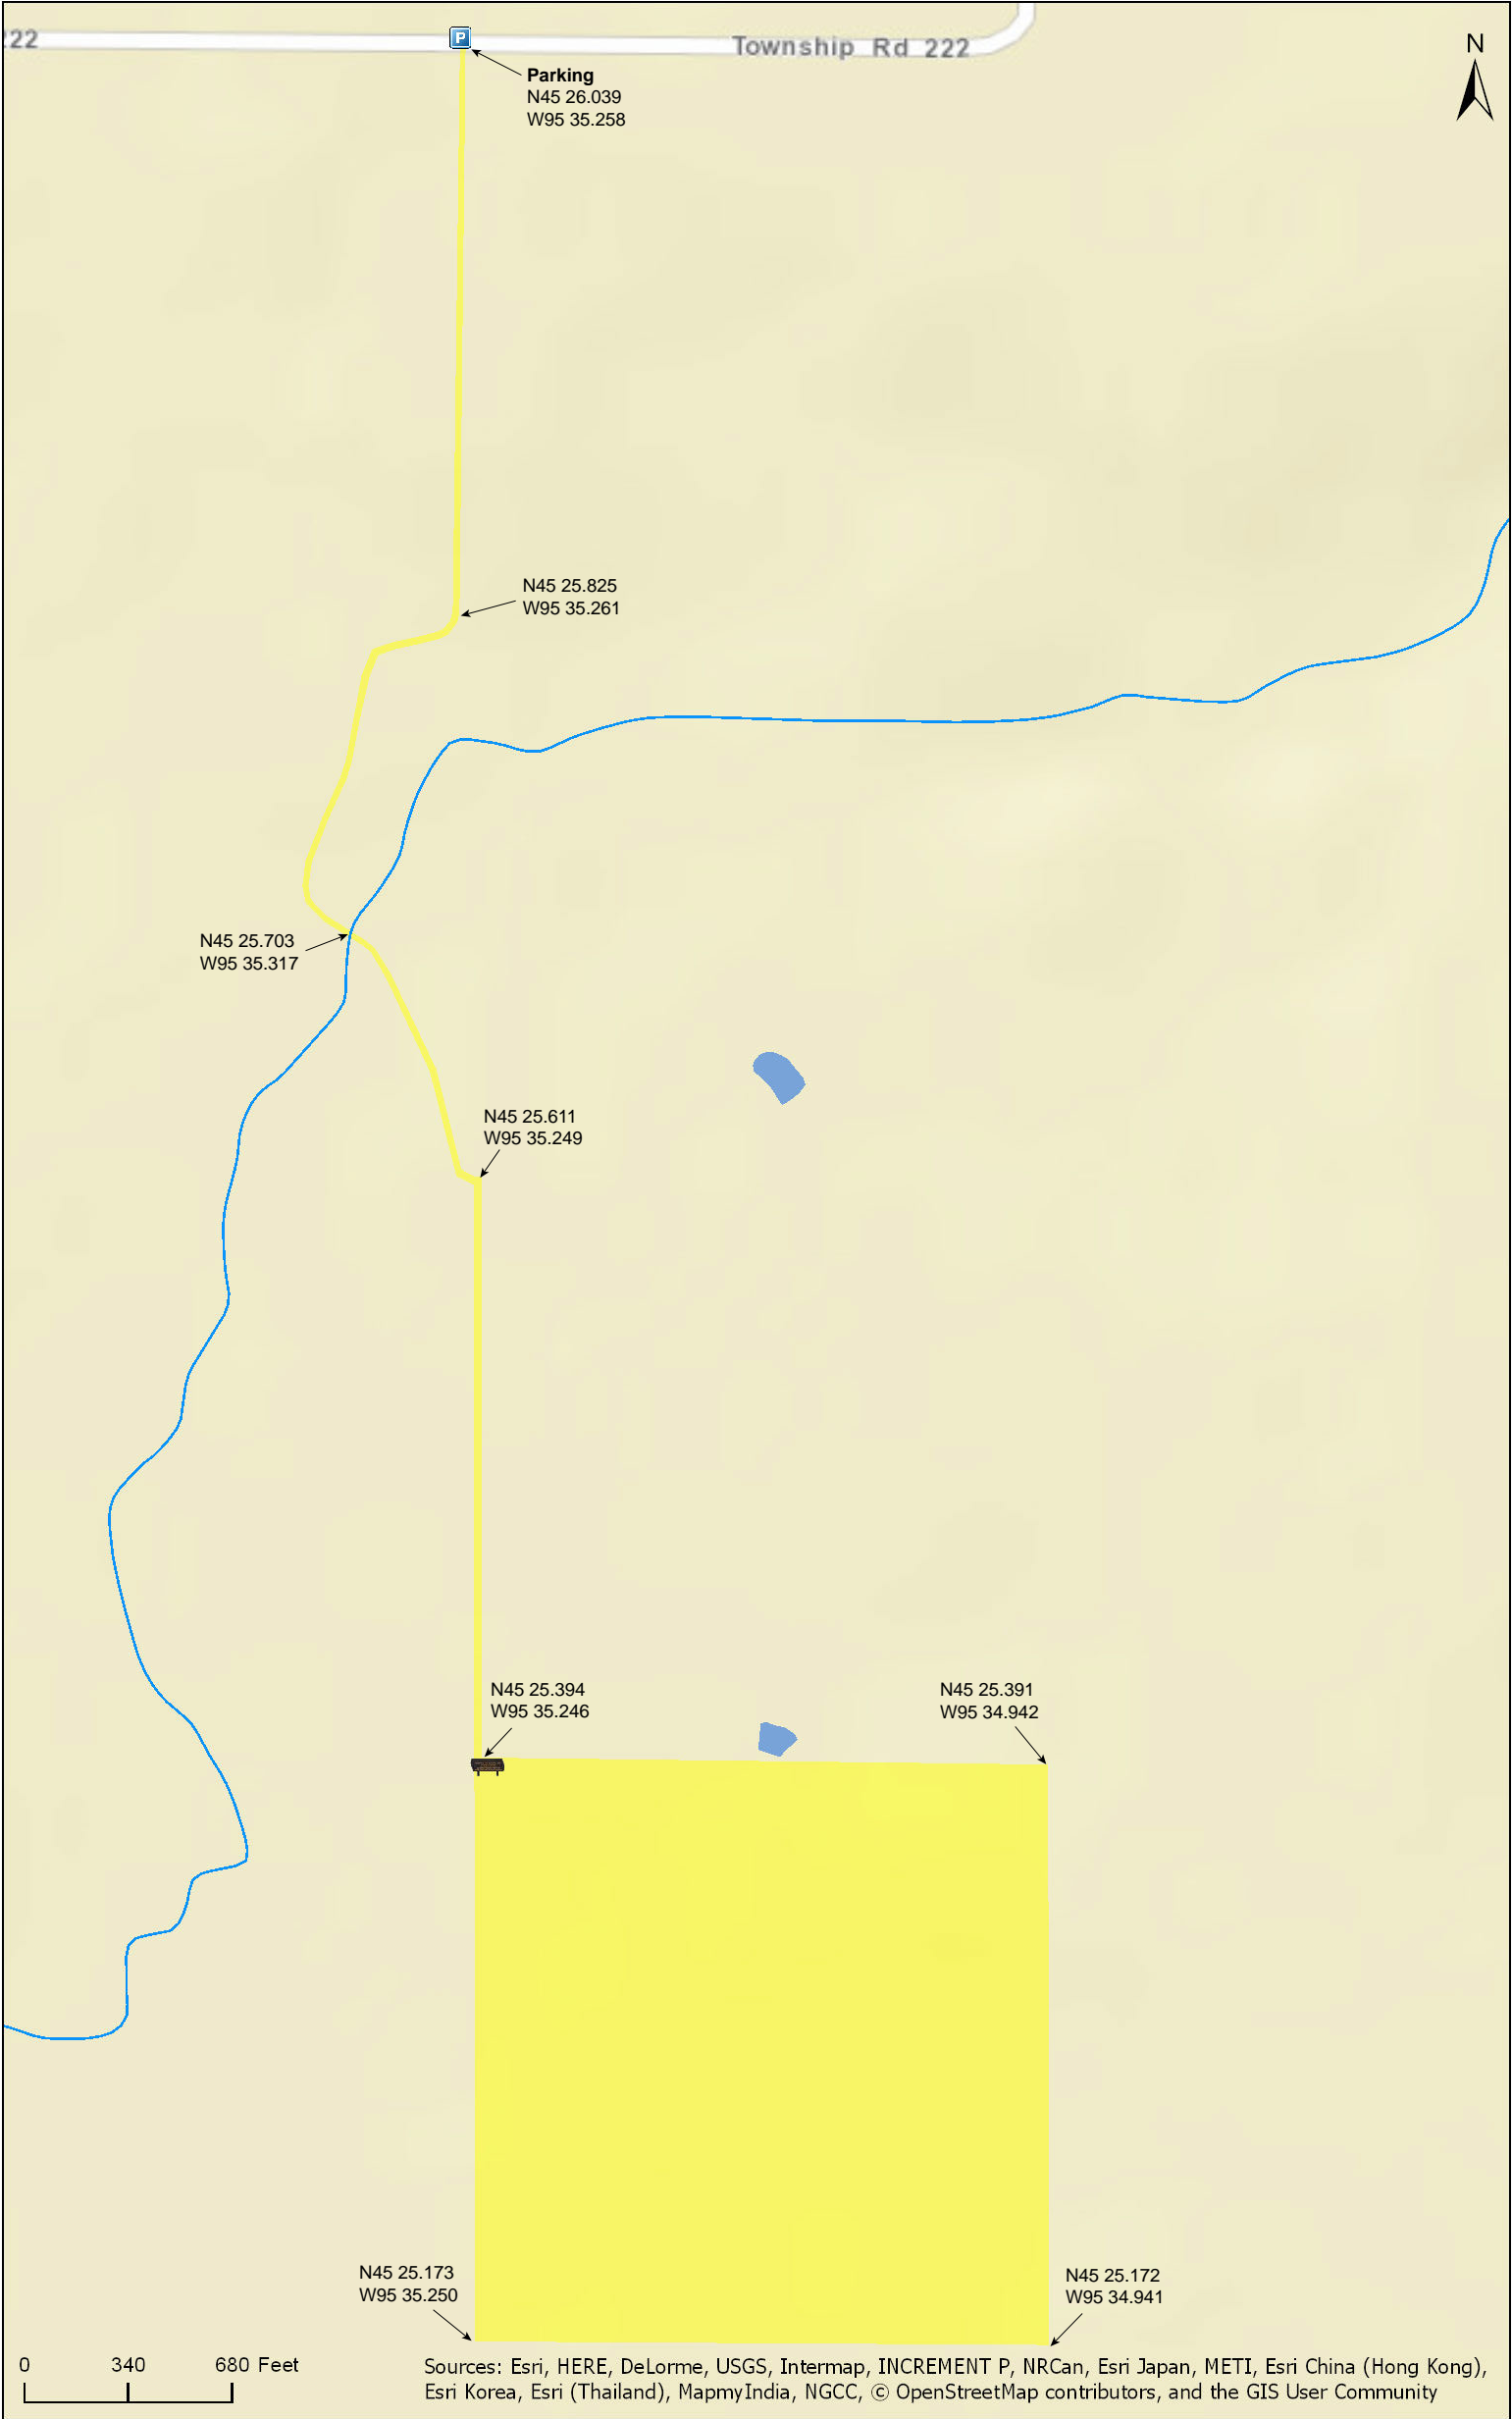 222
P
Township Rd 222
N
Parking
N45 26.039
W95 35.258
N45 25.825
W95 35.261
N45 25.703
W95 35.317
N45 25.611
W95 35.249
N45 25.394
W95 35.246
N45 25.391
W95 34.942
N45 25.173
W95 35.250
N45 25.172
W95 34.941
0 340 680 Feet
Sources: Esri, HERE, DeLorme, USGS, Intermap, INCREMENT P, NRCan, Esri Japan, METI, Esri China (Hong Kong),
Esri Korea, Esri (Thailand), MapmyIndia, NGCC, © OpenStreetMap contributors, and the GIS User Community